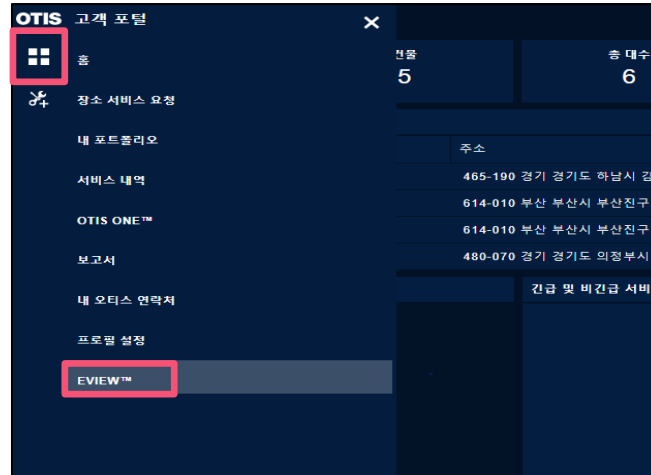 OTIS 고객 포털
홈
장소 서비스 요청
내 포트폴리오
서비스 내역
OTIS ONE™
보고서
내 오티스 연락처
프로필 설정
EVIEW™
건물
5
총 대수
6
주소
465-190 경기 경기도 하남시
614-010 부산 부산시 부산진구
614-010 부산 부산시 부산진구
480-070 경기 경기도 의정부시
긴급 및 비긴급 서비